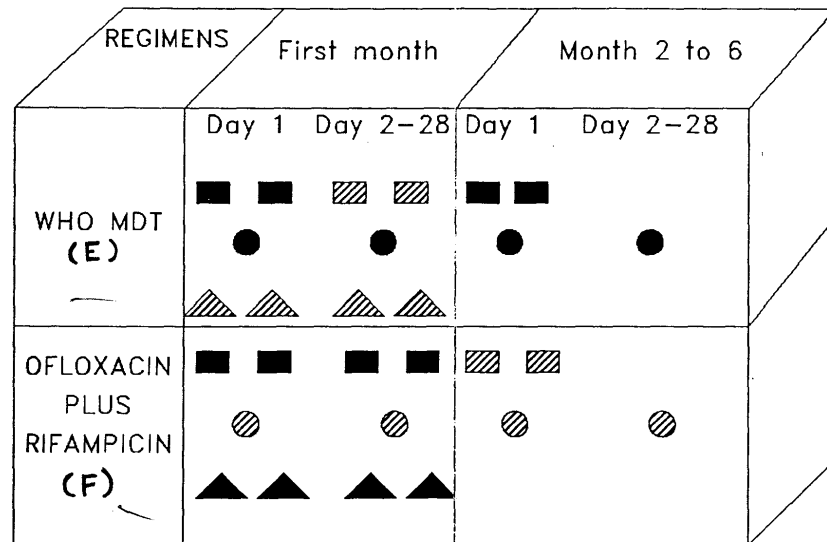 REGIMENS
First month
Month 2 to 6
Day 1
Day 2-28
Day 1
Day 2-28
WHO MDT
(E)
OFLOXACIN
PLUS
RIFAMPICIN
(F)